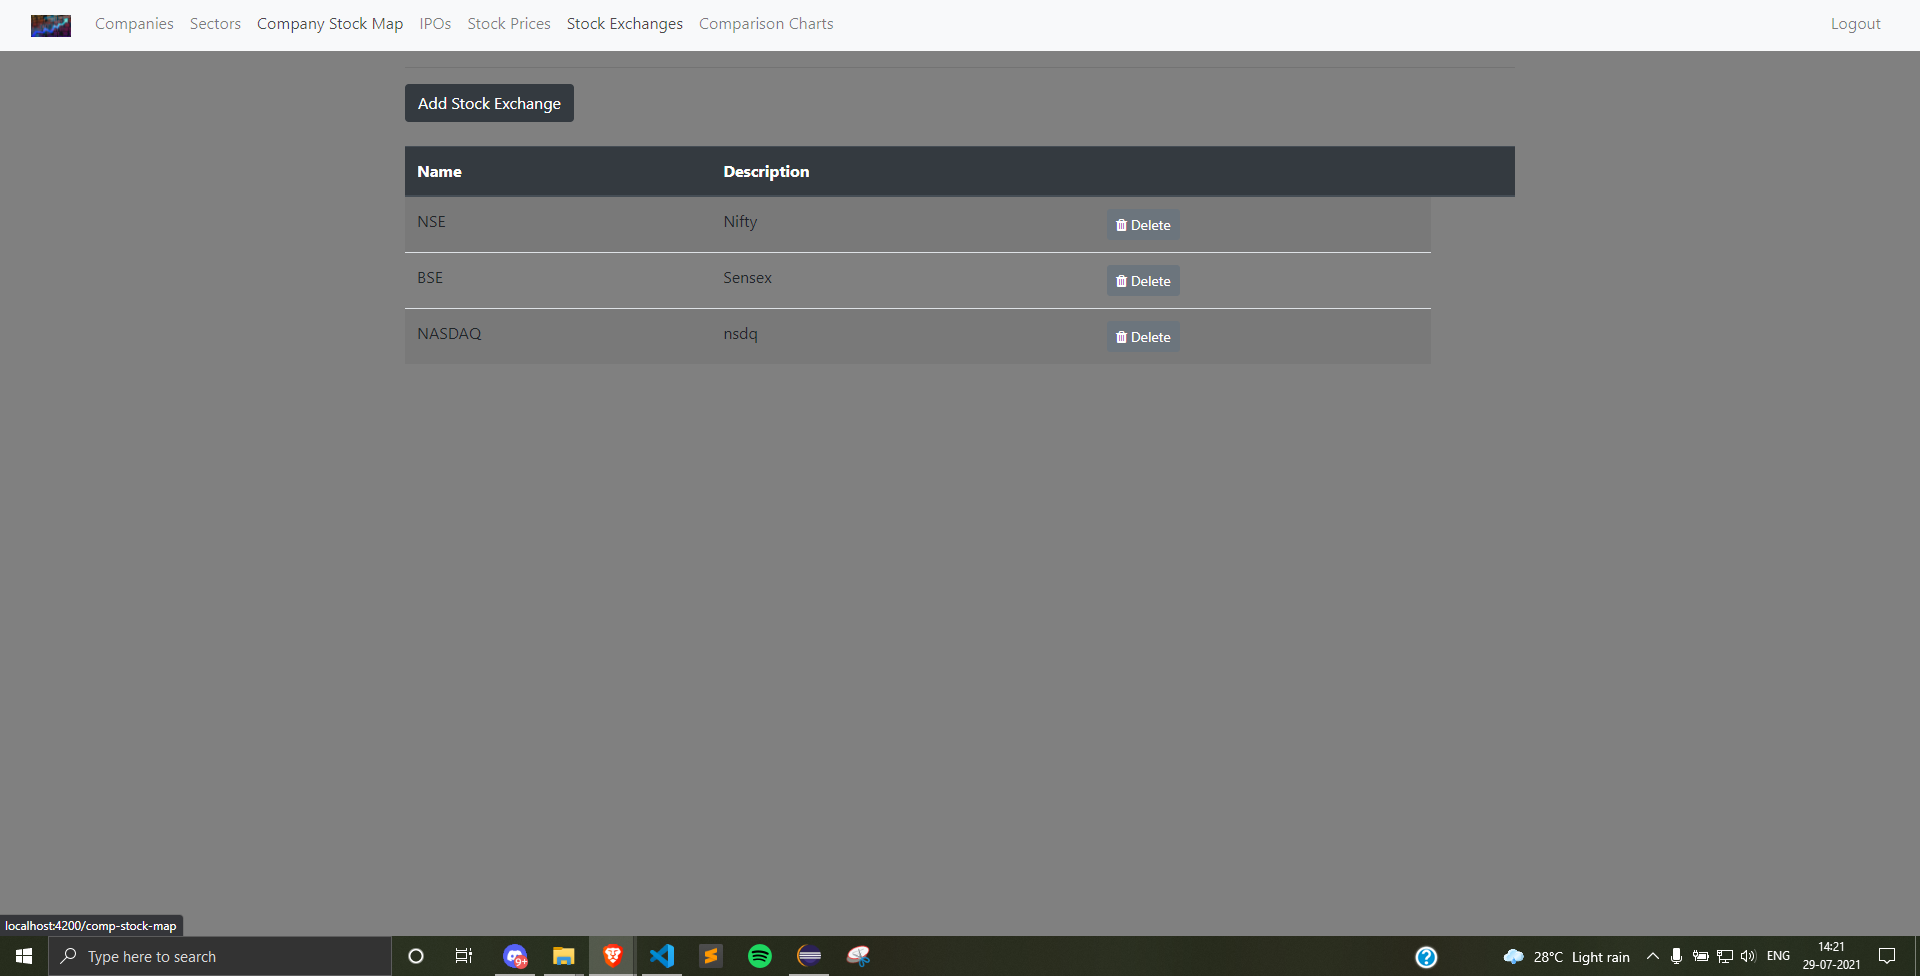 Companies Sectors Company Stock Map IPOs Stock Prices Stock Exchanges Comparison Charts Logout
Add Stock Exchange
Name Description
NSE Nifty Delete
BSE Sensex Delete
NASDAQ nsdq Delete
localhost:4200/comp-stock-map
Type here to search 9+ 28°C Light rain ENG 14:21
29-07-2021